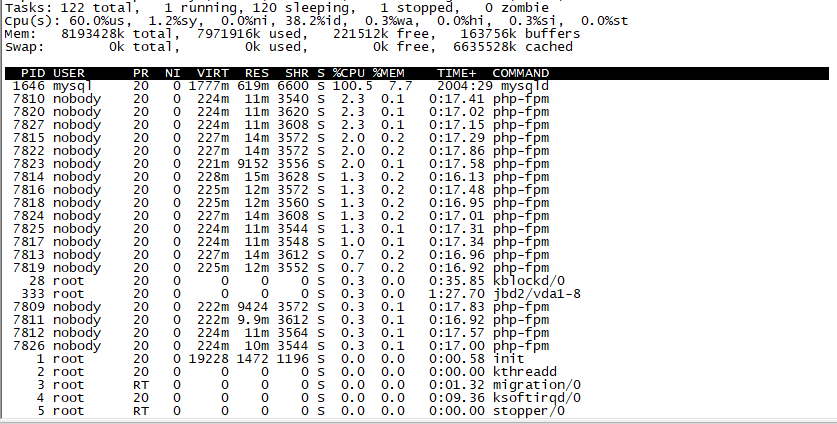 Tasks: 122 total,   1 running, 120 sleeping,   1 stopped,   0 zombie
Cpu(s): 60.0%us,  1.2%sy,  0.0%ni, 38.2%id,  0.3%wa,  0.0%hi,  0.3%si,  0.0%st
Mem:   8193428k total,  7971916k used,   221512k free,   163756k buffers
Swap:        0k total,        0k used,        0k free,  6635528k cached
PID USER      PR  NI  VIRT  RES  SHR S %CPU %MEM    TIME+  COMMAND
1646 mysql     20   0 1777m 619m 6600 S 100.5  7.7   2004:29 mysqld
7810 nobody    20   0  224m  11m 3540 S  2.3  0.1   0:17.41 php-fpm
7820 nobody    20   0  224m  11m 3620 S  2.3  0.1   0:17.02 php-fpm
7827 nobody    20   0  224m  11m 3608 S  2.3  0.1   0:17.15 php-fpm
7815 nobody    20   0  227m  14m 3572 S  2.0  0.2   0:17.29 php-fpm
7822 nobody    20   0  227m  14m 3572 S  2.0  0.2   0:17.86 php-fpm
7823 nobody    20   0  221m 9152 3556 S  2.0  0.1   0:17.58 php-fpm
7814 nobody    20   0  228m  15m 3628 S  1.3  0.2   0:16.13 php-fpm
7816 nobody    20   0  225m  12m 3572 S  1.3  0.2   0:17.48 php-fpm
7818 nobody    20   0  225m  12m 3560 S  1.3  0.2   0:16.95 php-fpm
7824 nobody    20   0  227m  14m 3608 S  1.3  0.2   0:17.01 php-fpm
7825 nobody    20   0  224m  11m 3544 S  1.3  0.1   0:17.31 php-fpm
7817 nobody    20   0  224m  11m 3548 S  1.0  0.1   0:17.34 php-fpm
7813 nobody    20   0  227m  14m 3612 S  0.7  0.2   0:16.96 php-fpm
7819 nobody    20   0  225m  12m 3552 S  0.7  0.2   0:16.92 php-fpm
28 root      20   0     0    0    0 S  0.3  0.0   0:35.85 kblockd/0
333 root      20   0     0    0    0 S  0.3  0.0   1:27.70 jbd2/vda1-8
7809 nobody    20   0  222m 9424 3572 S  0.3  0.1   0:17.83 php-fpm
7811 nobody    20   0  222m 9.9m 3612 S  0.3  0.1   0:16.92 php-fpm
7812 nobody    20   0  224m  11m 3564 S  0.3  0.1   0:17.57 php-fpm
7826 nobody    20   0  224m  10m 3544 S  0.3  0.1   0:17.00 php-fpm
1 root      20   0 19228 1472 1196 S  0.0  0.0   0:00.58 init
2 root      20   0     0    0    0 S  0.0  0.0   0:00.00 kthreadd
3 root      RT   0     0    0    0 S  0.0  0.0   0:01.32 migration/0
4 root      20   0     0    0    0 S  0.0  0.0   0:09.36 ksoftirqd/0
5 root      RT   0     0    0    0 S  0.0  0.0   0:00.00 stopper/0